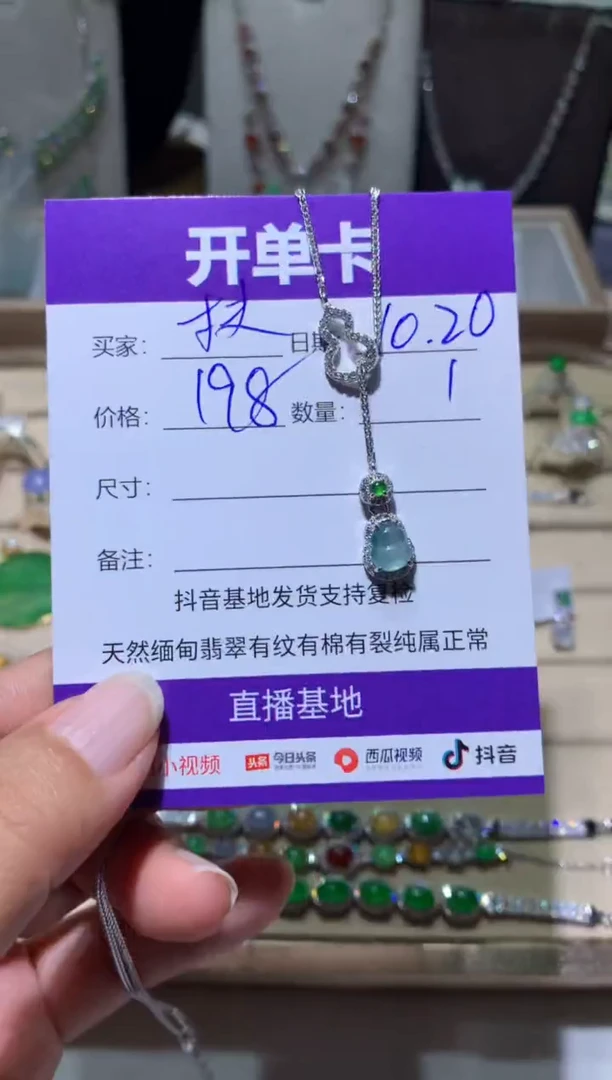 开单卡
买家: 扶 日期 10.20
价格: 198 数量: 1
尺寸:
备注:
抖音基地发货支持复检
天然缅甸翡翠有纹有棉有裂纯属正常
直播基地
小视频 头条 今日头条 西瓜视频 抖音